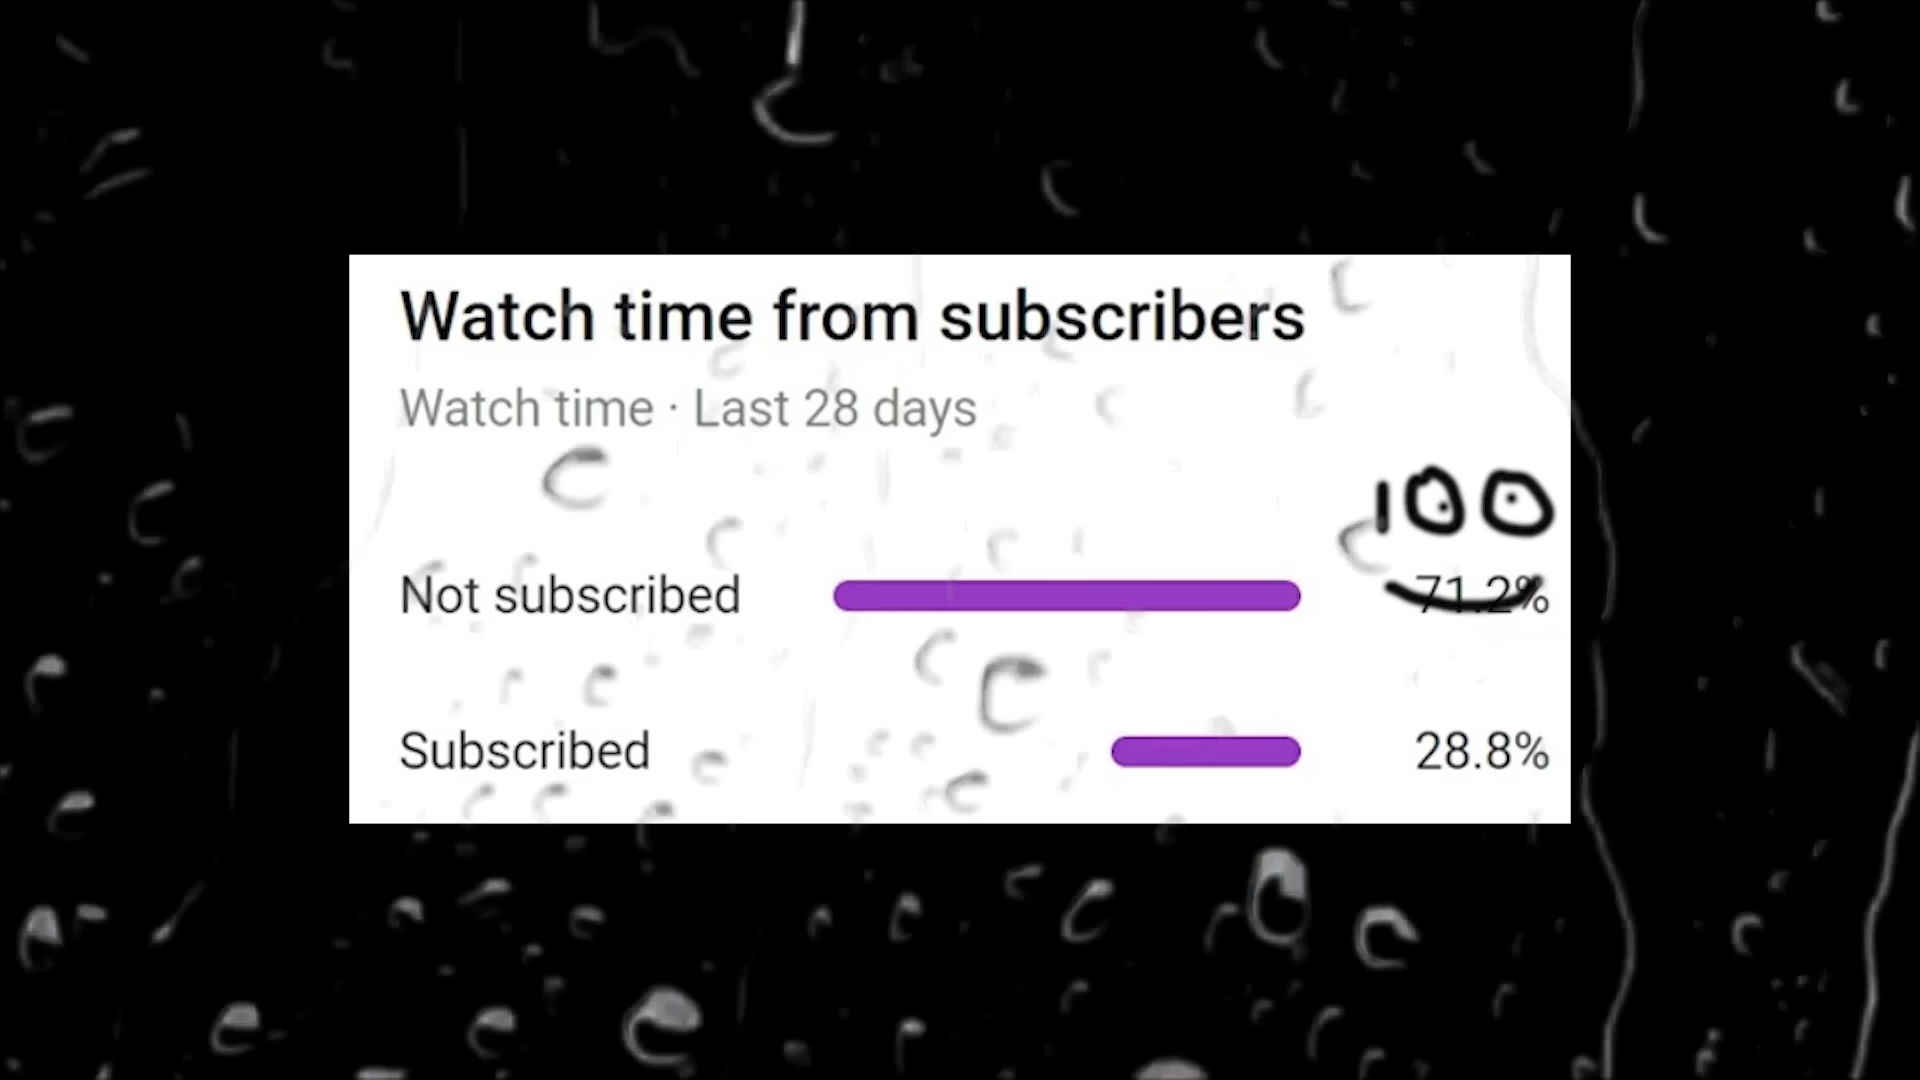 Watch time from subscribers
Watch time · Last 28 days
100
Not subscribed 71.2%
Subscribed 28.8%